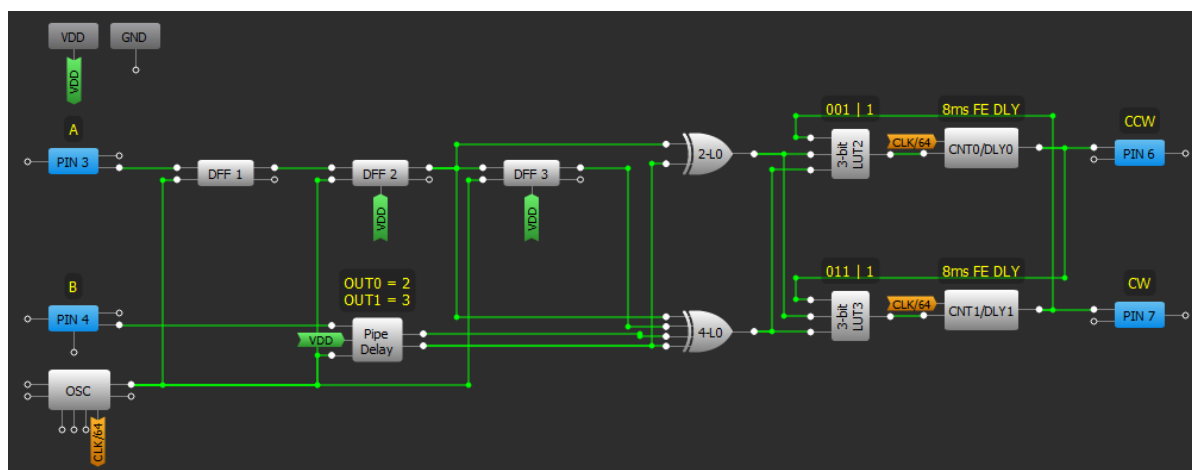 VDD
GND
VDD
A
PIN 3
DFF 1
DFF 2
DFF 3
VDD
VDD
2-L0
001 | 1
3-bit
LUT2
CLK/64
8ms FE DLY
CNT0/DLY0
CCW
PIN 6
B
PIN 4
OUT0 = 2
OUT1 = 3
VDD
Pipe
Delay
4-L0
011 | 1
3-bit
LUT3
CLK/64
8ms FE DLY
CNT1/DLY1
CW
PIN 7
OSC
CLK/64